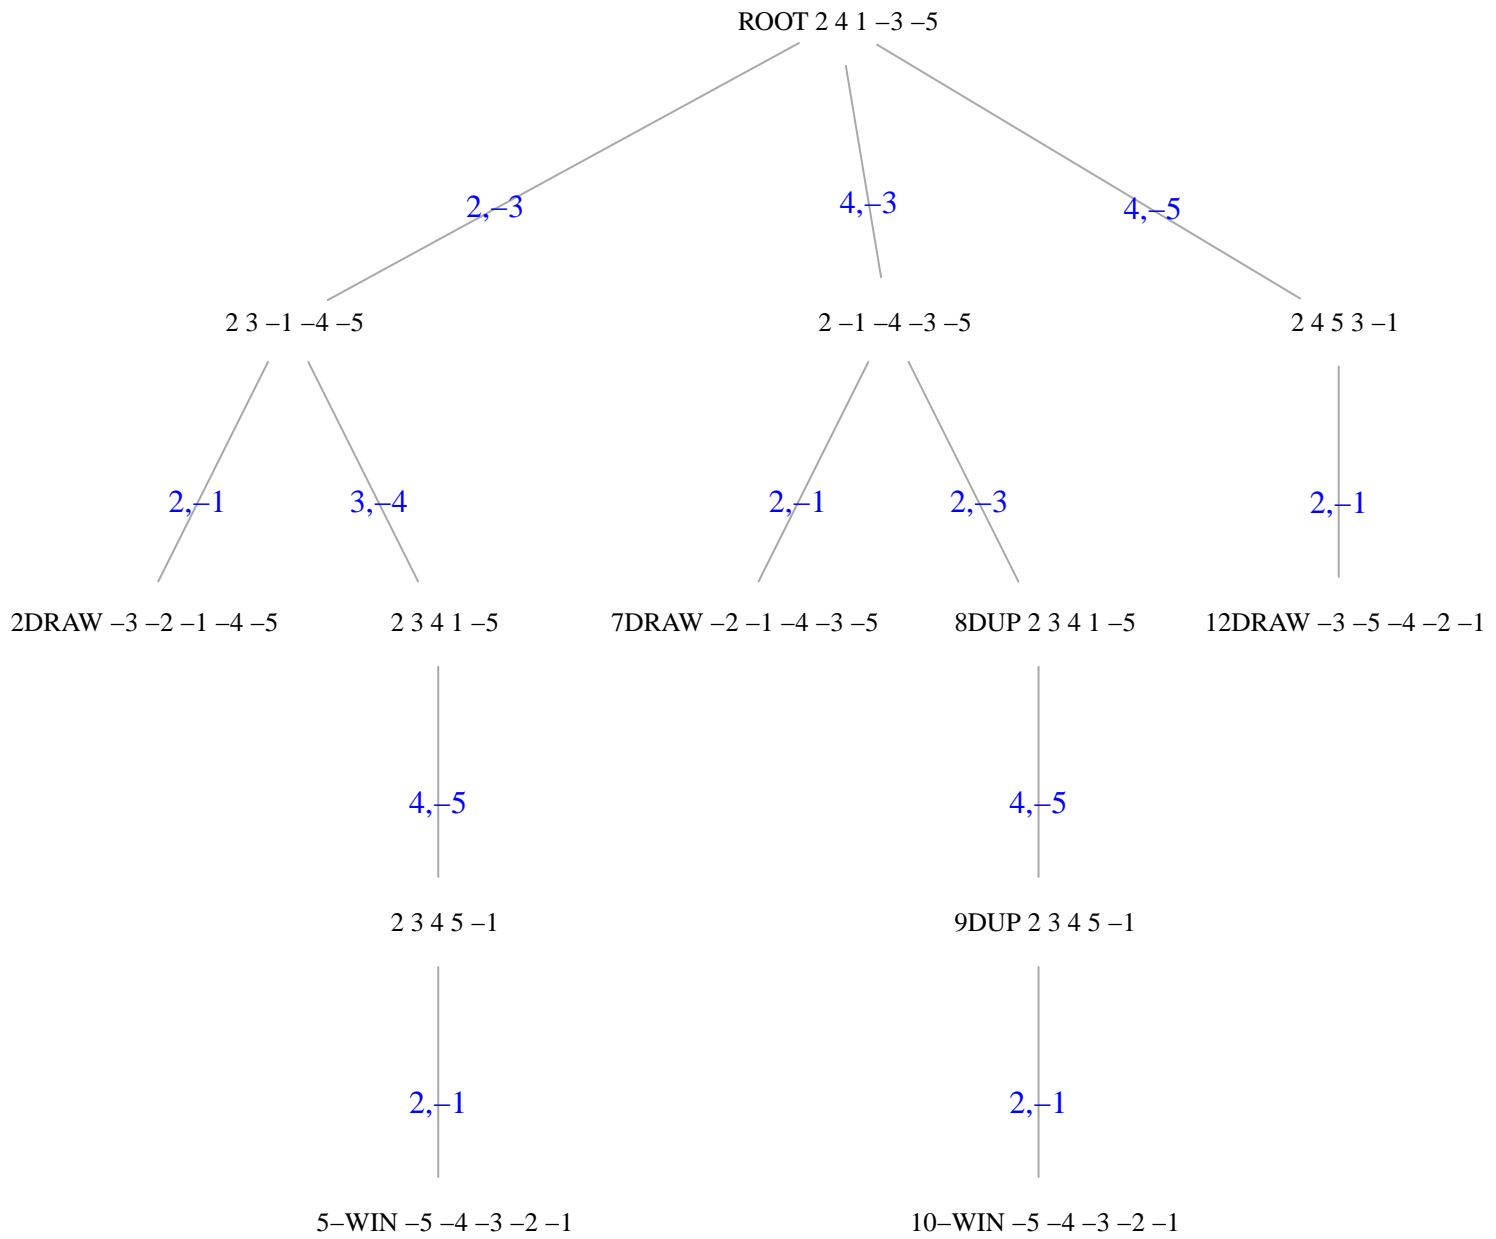 ROOT 2 4 1 –3 –5
2,–3
4,–3
4,–5
2 3 –1 –4 –5
2 –1 –4 –3 –5
2 4 5 3 –1
2,–1
3,–4
2,–1
2,–3
2,–1
2DRAW –3 –2 –1 –4 –5
2 3 4 1 –5
7DRAW –2 –1 –4 –3 –5
8DUP 2 3 4 1 –5
12DRAW –3 –5 –4 –2 –1
4,–5
4,–5
2 3 4 5 –1
9DUP 2 3 4 5 –1
2,–1
2,–1
5–WIN –5 –4 –3 –2 –1
10–WIN –5 –4 –3 –2 –1